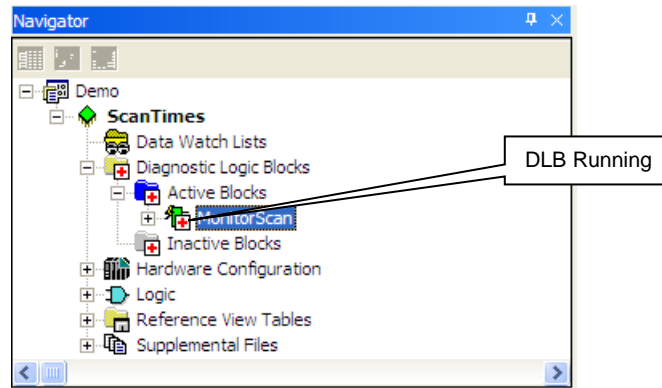 Navigator
Demo
ScanTimes
Data Watch Lists
Diagnostic Logic Blocks
DLB Running
Active Blocks
MonitorScan
Inactive Blocks
Hardware Configuration
Logic
Reference View Tables
Supplemental Files